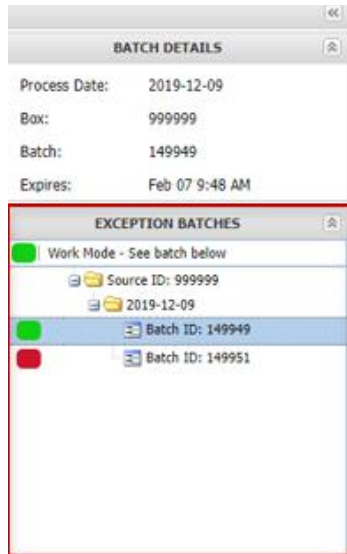 BATCH DETAILS
Process Date: 2019-12-09
Box: 999999
Batch: 149949
Expires: Feb 07 9:48 AM
EXCEPTION BATCHES
Work Mode - See batch below
Source ID: 999999
2019-12-09
Batch ID: 149949
Batch ID: 149951